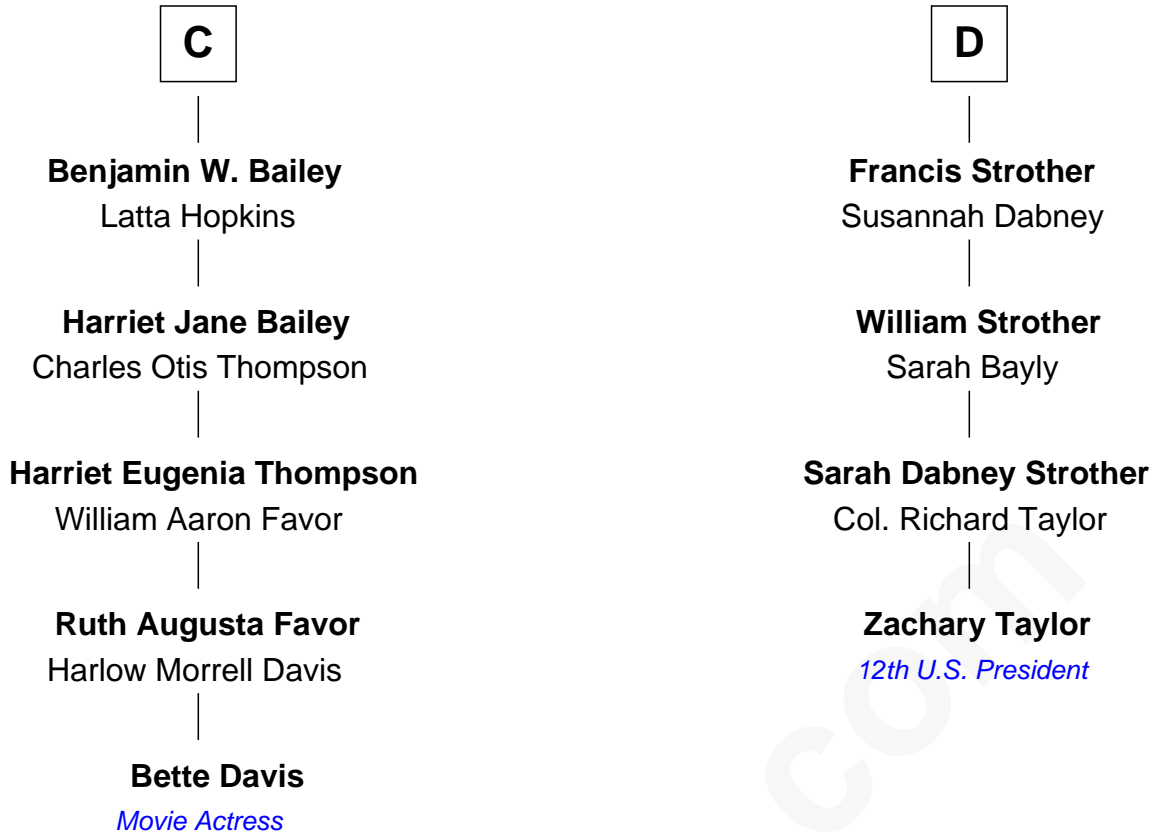 C
Benjamin W. Bailey
Latta Hopkins
Harriet Jane Bailey
Charles Otis Thompson
Harriet Eugenia Thompson
William Aaron Favor
Ruth Augusta Favor
Harlow Morrell Davis
Bette Davis
Movie Actress
D
Francis Strother
Susannah Dabney
William Strother
Sarah Bayly
Sarah Dabney Strother
Col. Richard Taylor
Zachary Taylor
12th U.S. President
com